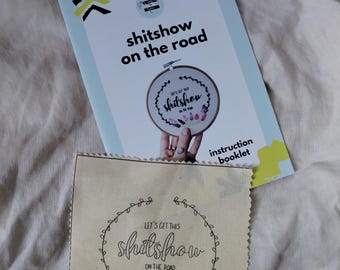 shitshow
on the road
LET'S GET THIS
shitshow
ON THE ROAD
instruction
booklet
LET'S GET THIS
shitshow
ON THE ROAD